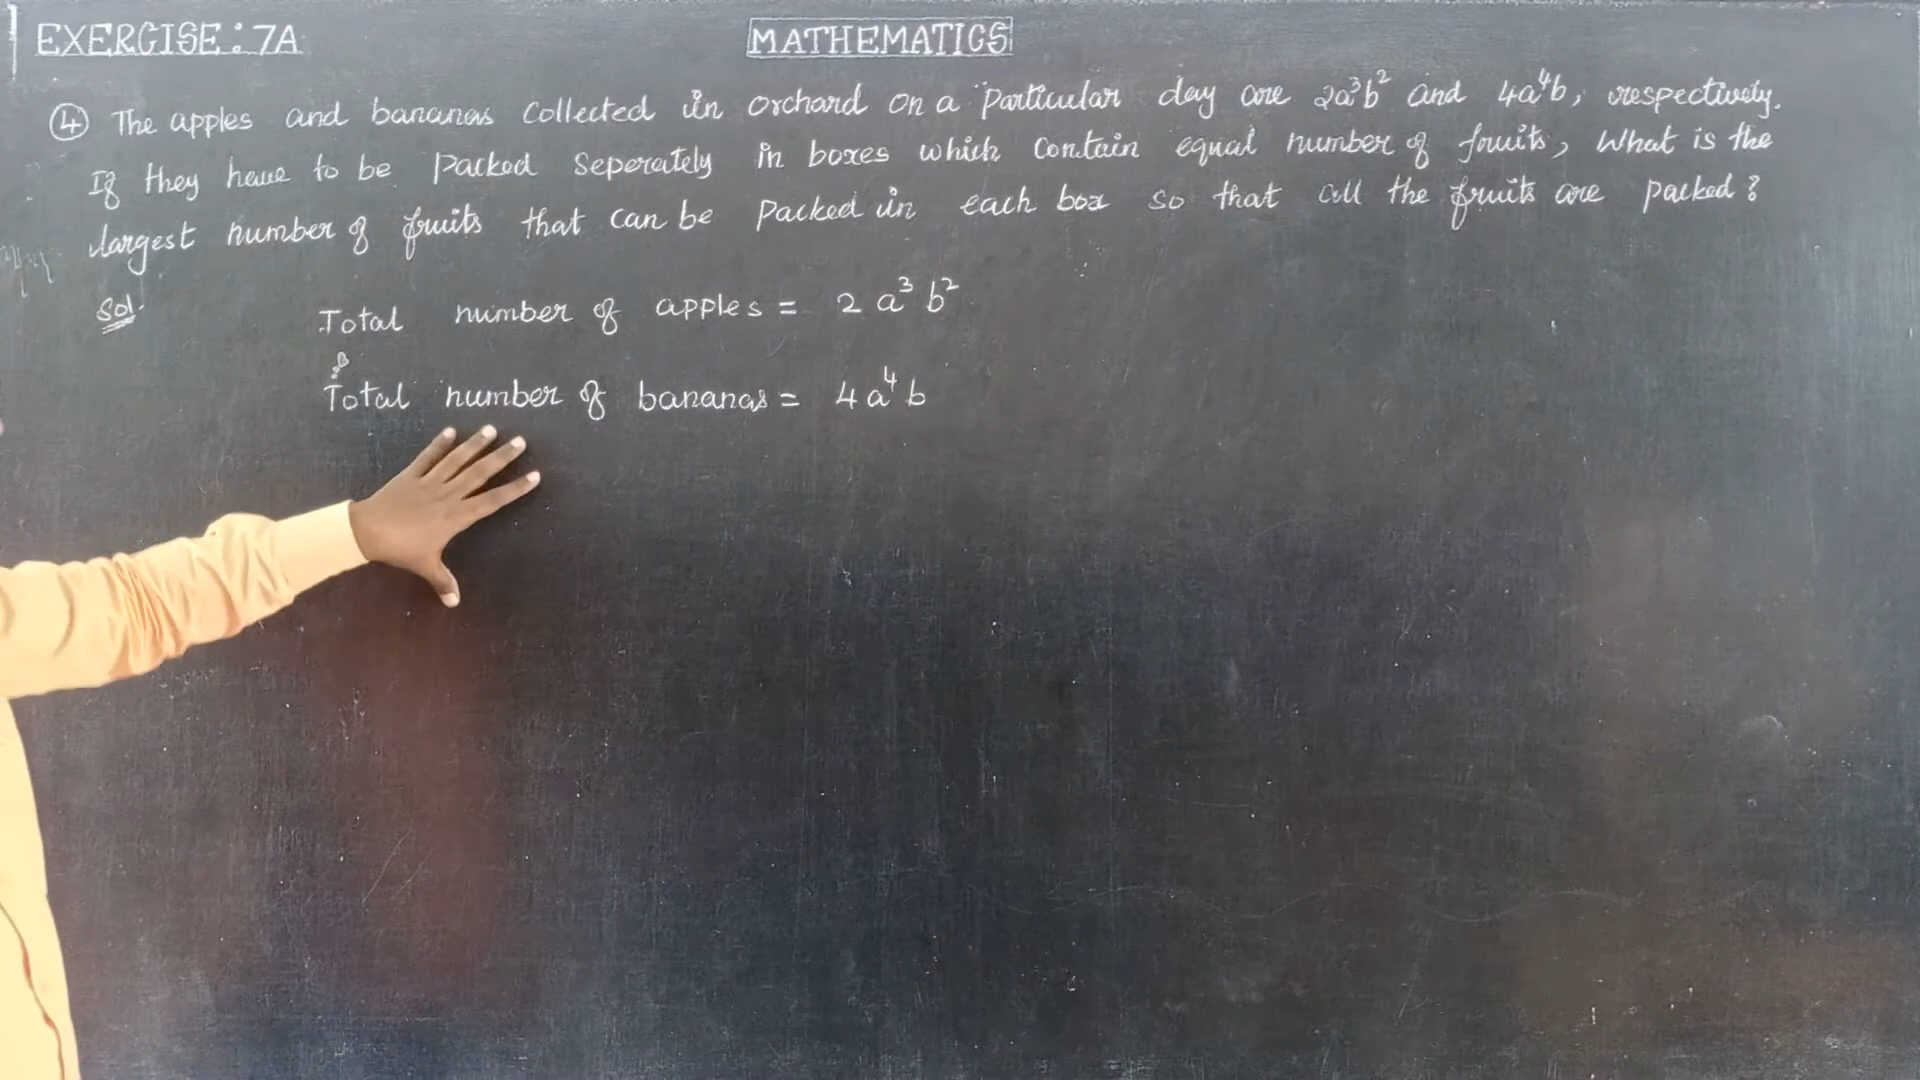 EXERCISE: 7A
MATHEMATICS
④ The apples and bananas collected in orchard on a particular day are 2a³b² and 4a⁴b, respectively.
If they have to be packed seperately in boxes which contain equal number of fruits, What is the
largest number of fruits that can be packed in each box so that all the fruits are packed?
Sol.
Total number of apples = 2 a³ b²
Total number of bananas = 4 a⁴ b